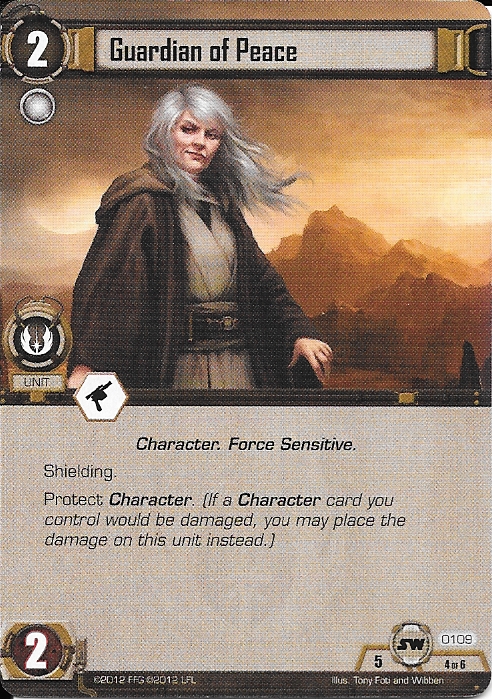 2
Guardian of Peace
UNIT
Character. Force Sensitive.
Shielding.
Protect Character. (If a Character card you
control would be damaged, you may place the
damage on this unit instead.)
2
SW
0109
5
4 OF 6
©2012 FFG ©2012 LFL
Illus. Tony Foti and Wibben